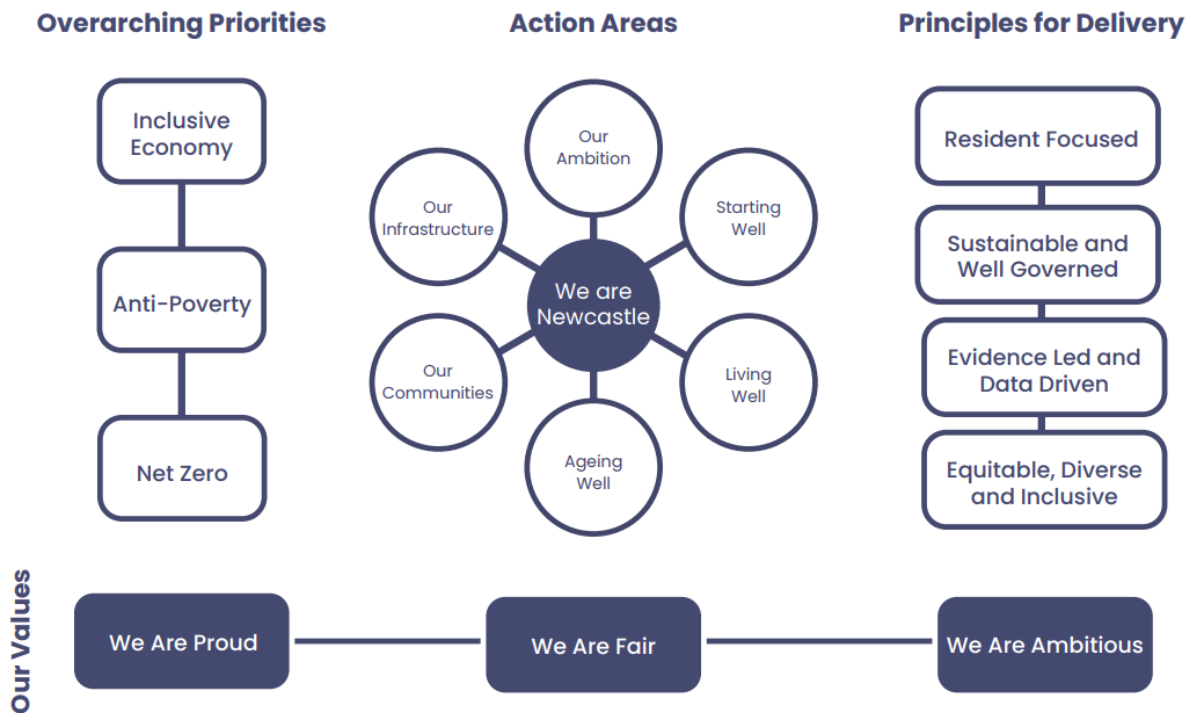 Overarching Priorities
Action Areas
Principles for Delivery
Inclusive
Economy
Anti-Poverty
Net Zero
Our
Ambition
Our
Infrastructure
Starting
Well
We are
Newcastle
Our
Communities
Living
Well
Ageing
Well
Resident Focused
Sustainable and
Well Governed
Evidence Led and
Data Driven
Equitable, Diverse
and Inclusive
Our Values
We Are Proud
We Are Fair
We Are Ambitious